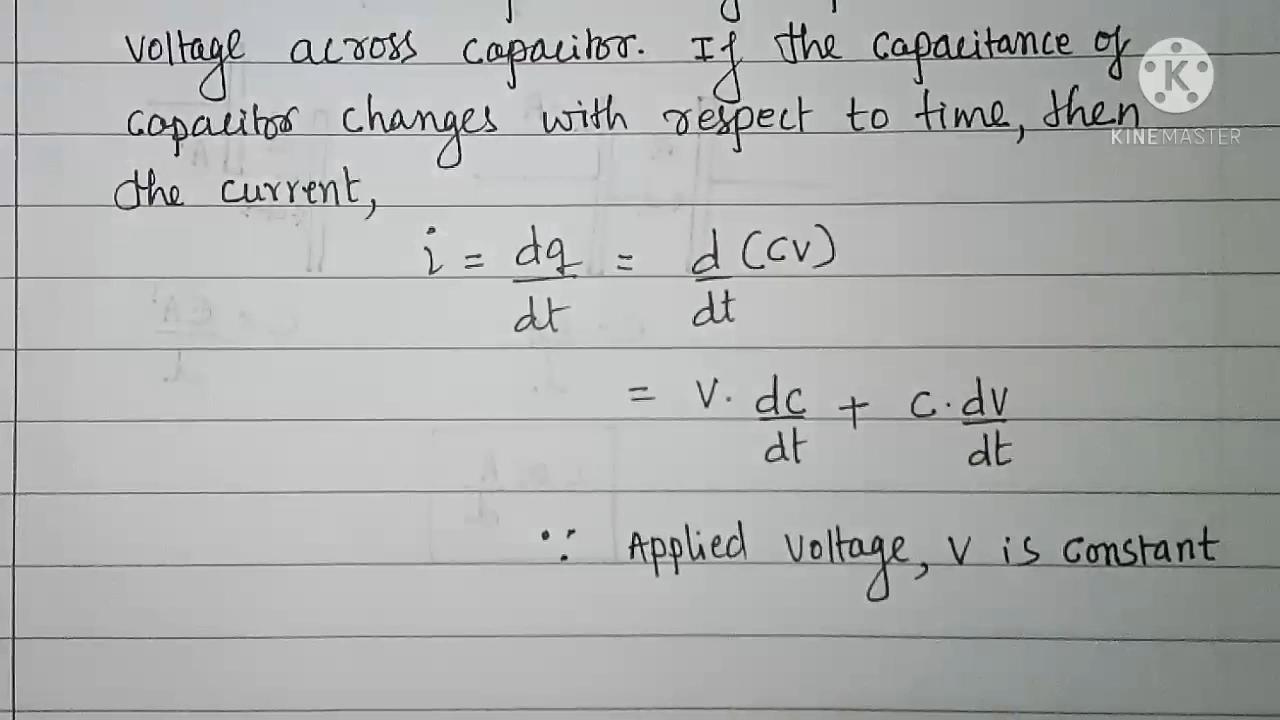 voltage across capacitor. If the capacitance of
capacitor changes with respect to time, then
the current,
i = dq/dt = d/dt (CV)
= V. dc/dt + C. dv/dt
∵ Applied voltage, V is constant
K
KINEMASTER